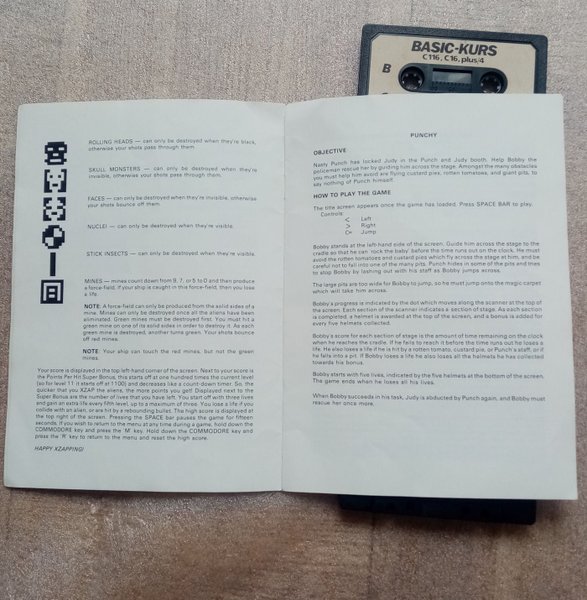 BASIC-KURS
C116, C16, plus/4
B
ROLLING HEADS — can only be destroyed when they're black,
otherwise your shots pass through them.
SKULL MONSTERS — can only be destroyed when they're
invisible, otherwise your shots pass through them.
FACES — can only be destroyed when they're invisible, otherwise
your shots bounce off them.
NUCLEI — can only be destroyed when they're visible.
STICK INSECTS — can only be destroyed when they're visible.
MINES — mines count down from 9, 7, or 5 to 0 and then produce
a force-field. If your ship is caught in this force-field, then you lose
a life.
NOTE: A force-field can only be produced from the solid sides of a
mine. Mines can only be destroyed once all the aliens have been
eliminated. Green mines must be destroyed first. You must hit a
green mine on one of its solid sides in order to destroy it. As each
green mine is destroyed, another turns green. Your shots bounce
off red mines.
NOTE: Your ship can touch the red mines, but not the green
mines.
Your score is displayed in the top left-hand corner of the screen. Next to your score is
the Points Per Hit Super Bonus, this starts off at one hundred times the current level
(so for level 11 it starts off at 1100) and decreases like a count-down timer. So, the
quicker that you XZAP the aliens, the more points you get! Displayed next to the
Super Bonus are the number of lives that you have left. You start off with three lives
and gain an extra life every fifth level, up to a maximum of three. You lose a life if you
collide with an alien, or are hit by a rebounding bullet. The high score is displayed at
the top right of the screen. Pressing the SPACE bar pauses the game for fifteen
seconds. If you wish to return to the menu at any time during a game, hold down the
COMMODORE key and press the 'M' key. Hold down the COMMODORE key and
press the 'R' key to return to the menu and reset the high score.
HAPPY XZAPPING!
PUNCHY
OBJECTIVE
Nasty Punch has locked Judy in the Punch and Judy booth. Help Bobby the
policeman rescue her by guiding him across the stage. Amongst the many obstacles
you must help him avoid are flying custard pies, rotten tomatoes, and giant pits, to
say nothing of Punch himself.
HOW TO PLAY THE GAME
The title screen appears once the game has loaded. Press SPACE BAR to play.
Controls:
< Left
> Right
Jump
Bobby stands at the left hand side of the screen. Guide him across the stage to the
cradle so that he can 'rock the baby' before the time runs out on the clock. He must
avoid the rotten tomatoes and custard pies which fly across the stage at him, and be
careful not to fall into one of the many pits. Punch hides in some of the pits and tries
to stop Bobby by lashing out with his staff as Bobby jumps across.
The large pits are too wide for Bobby to jump, so he must jump onto the magic carpet
which will take him across.
Bobby's progress is indicated by the dot which moves along the scanner at the top of
the screen. Each section of the scanner indicates a section of stage. As each section
is completed, a helmet is awarded at the top of the screen, and a bonus is added for
every five helmets collected.
Bobby's score for each section of stage is the amount of time remaining on the clock
when he reaches the cradle. If he fails to reach it before the time runs out he loses a
life. He also loses a life if he is hit by a rotten tomato, custard pie, or Punch's staff, or if
he falls into a pit. If Bobby loses a life he also loses all the helmets he has collected
towards his bonus.
Bobby starts with five lives, indicated by the five helmets at the bottom of the screen.
The game ends when he loses all his lives.
When Bobby succeeds in his task, Judy is abducted by Punch again, and Bobby must
rescue her once more.